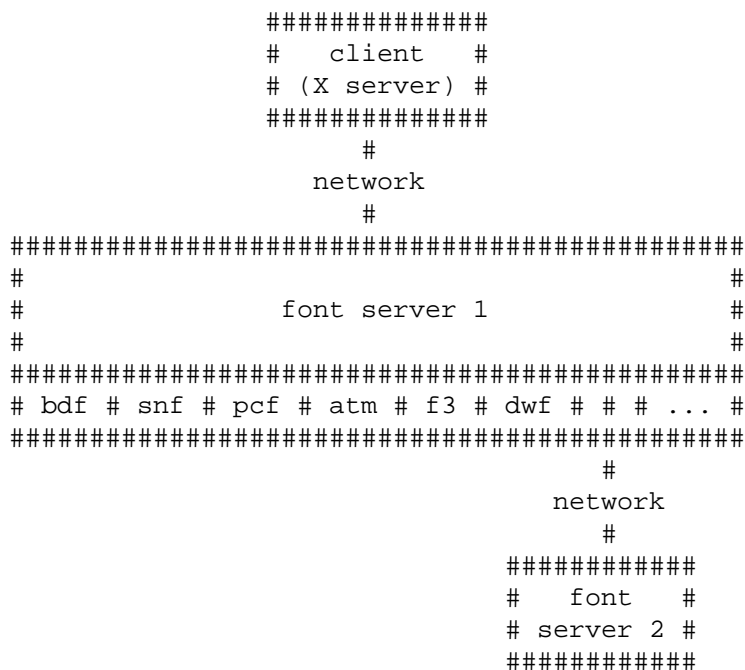 ##############
#   client   #
# (X server) #
##############
#
network
#
##############################################
#                                            #
#                font server 1               #
#                                            #
##############################################
# bdf # snf # pcf # atm # f3 # dwf # # # ... #
##############################################
#
network
#
############
#   font   #
# server 2 #
############